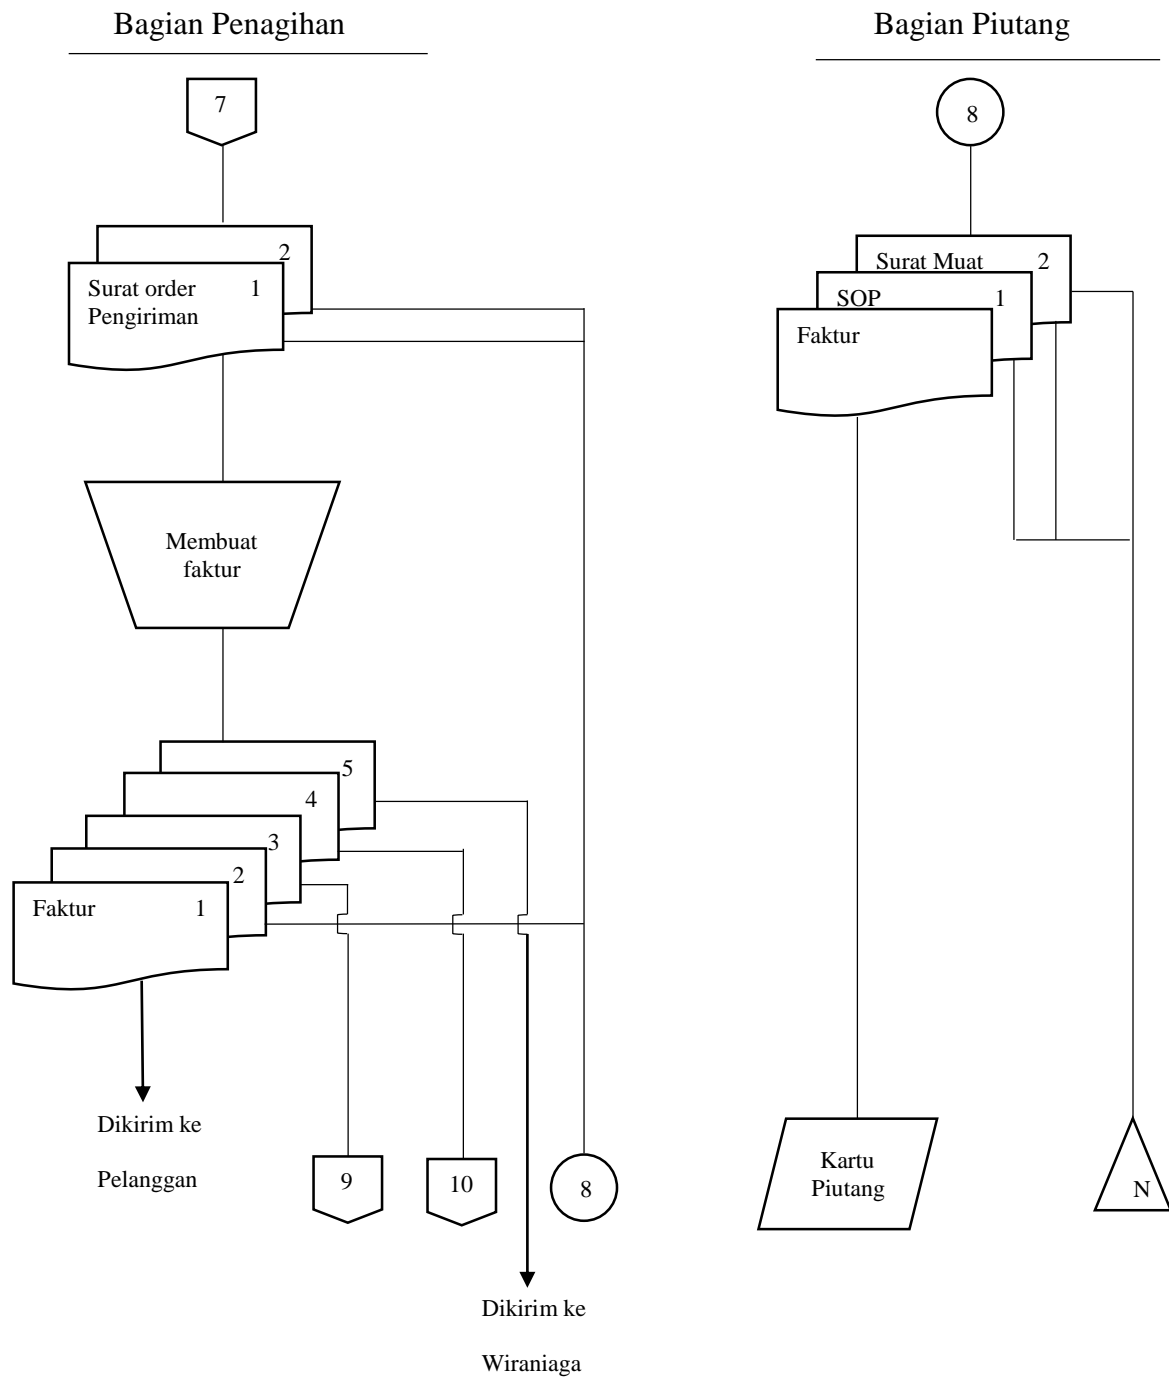 Bagian Penagihan
7
2
Surat order 1
Pengiriman
Membuat
faktur
5
4
3
2
Faktur 1
Dikirim ke
Pelanggan
9
10
8
Dikirim ke
Wiraniaga
Bagian Piutang
8
Surat Muat 2
SOP 1
Faktur
Kartu
Piutang
N